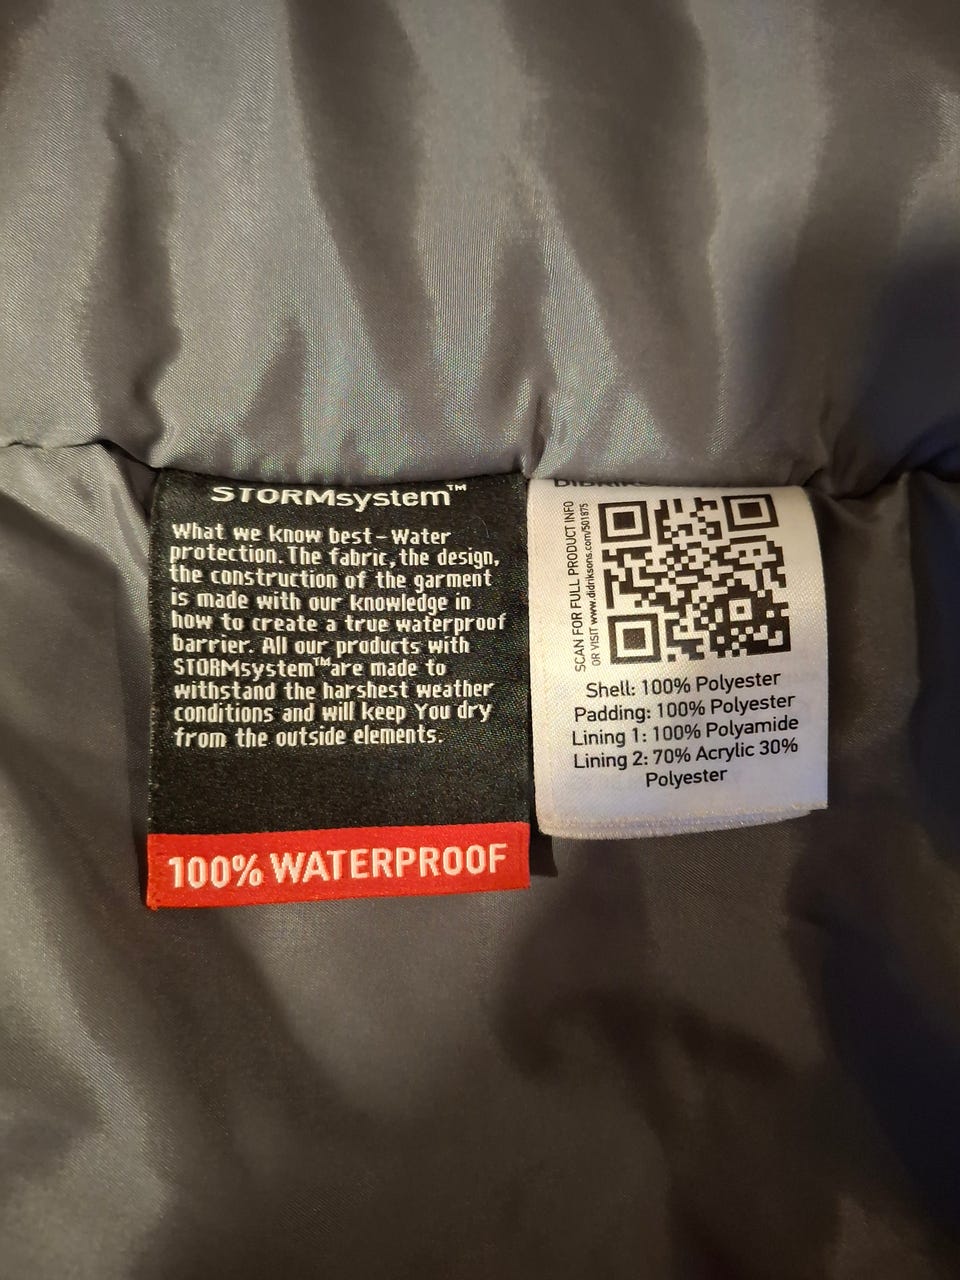 STORMsystem™
What we know best – Water
protection. The fabric, the design,
the construction of the garment
is made with our knowledge in
how to create a true waterproof
barrier. All our products with
STORMsystem™are made to
withstand the harshest weather
conditions and will keep You dry
from the outside elements.
100% WATERPROOF
SCAN FOR FULL PRODUCT INFO
OR VISIT www.didriksons.com/501875
Shell: 100% Polyester
Padding: 100% Polyester
Lining 1: 100% Polyamide
Lining 2: 70% Acrylic 30%
Polyester